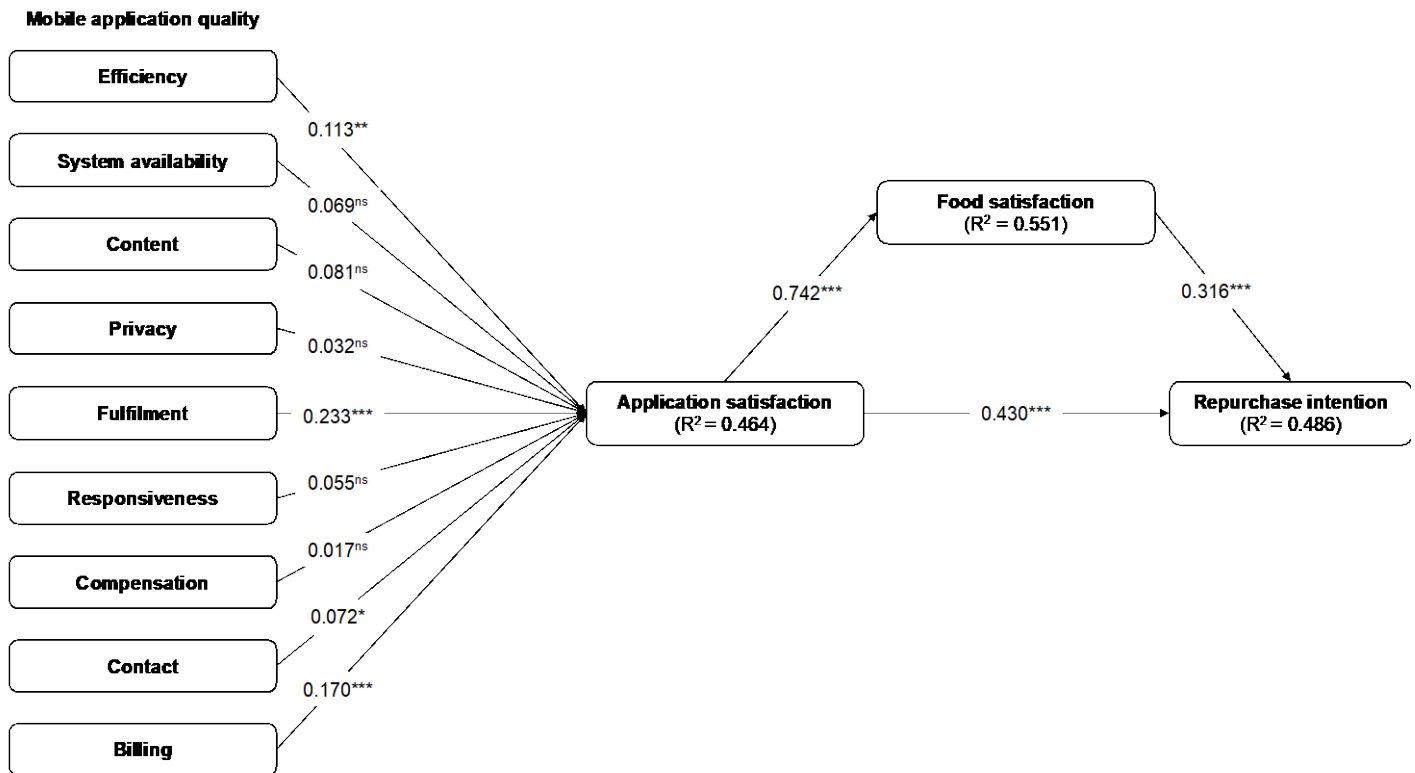 Mobile application quality
Efficiency
0.113**
System availability
0.069ns
Content
0.081ns
Privacy
0.032ns
Fulfilment
0.233***
Responsiveness
0.055ns
Compensation
0.017ns
Contact
0.072*
Billing
0.170***
Application satisfaction
(R² = 0.464)
0.742***
Food satisfaction
(R² = 0.551)
0.316***
0.430***
Repurchase intention
(R² = 0.486)